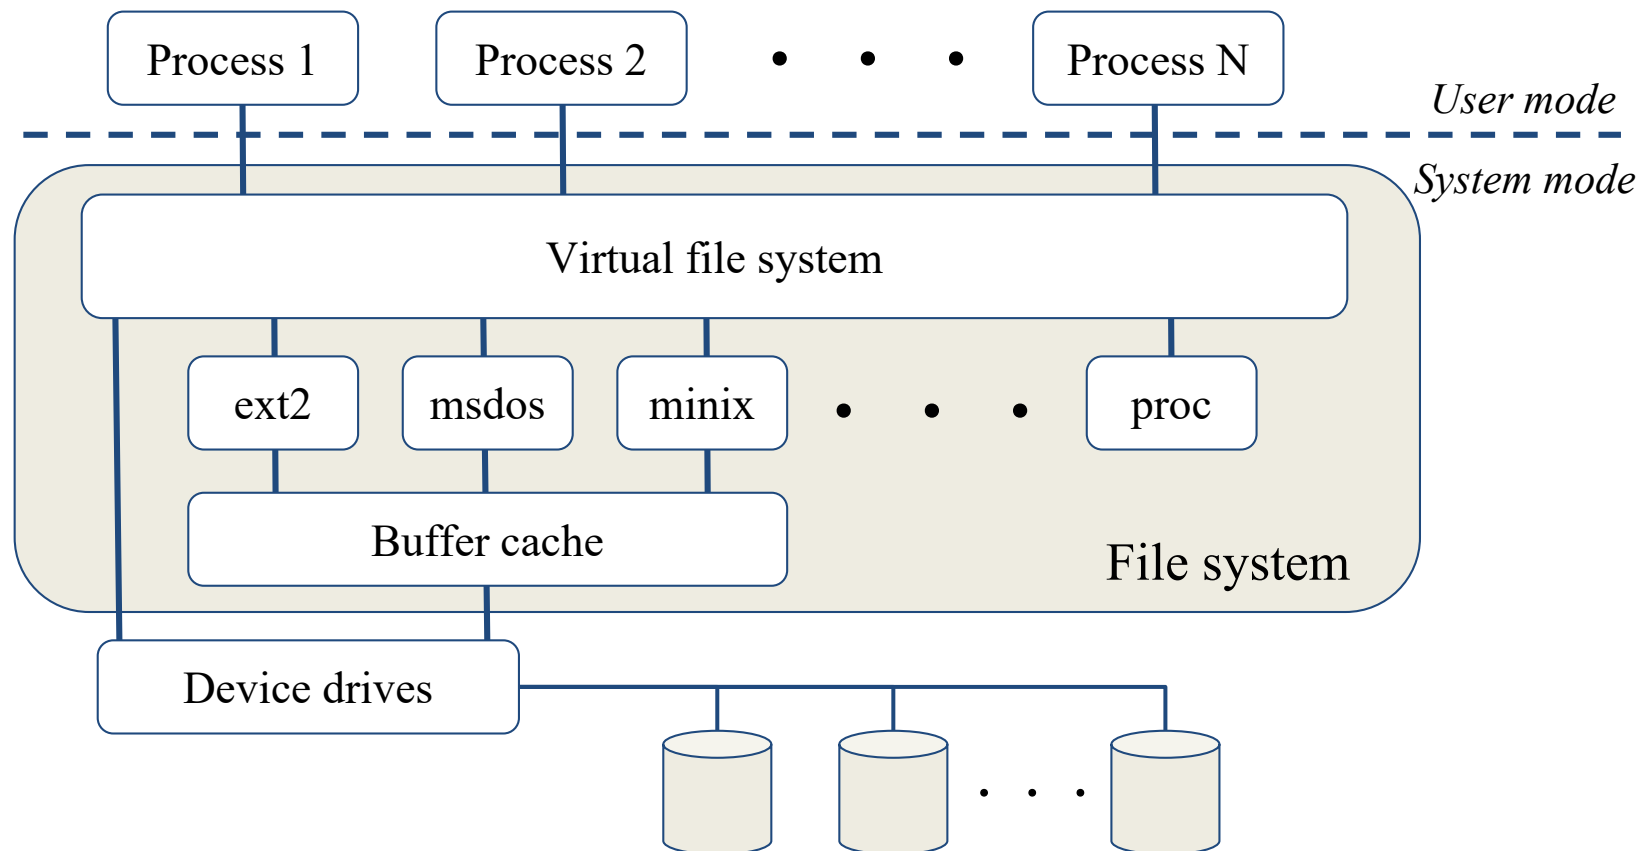 Process 1
Process 2
Process N
User mode
System mode
Virtual file system
ext2
msdos
minix
proc
Buffer cache
File system
Device drives